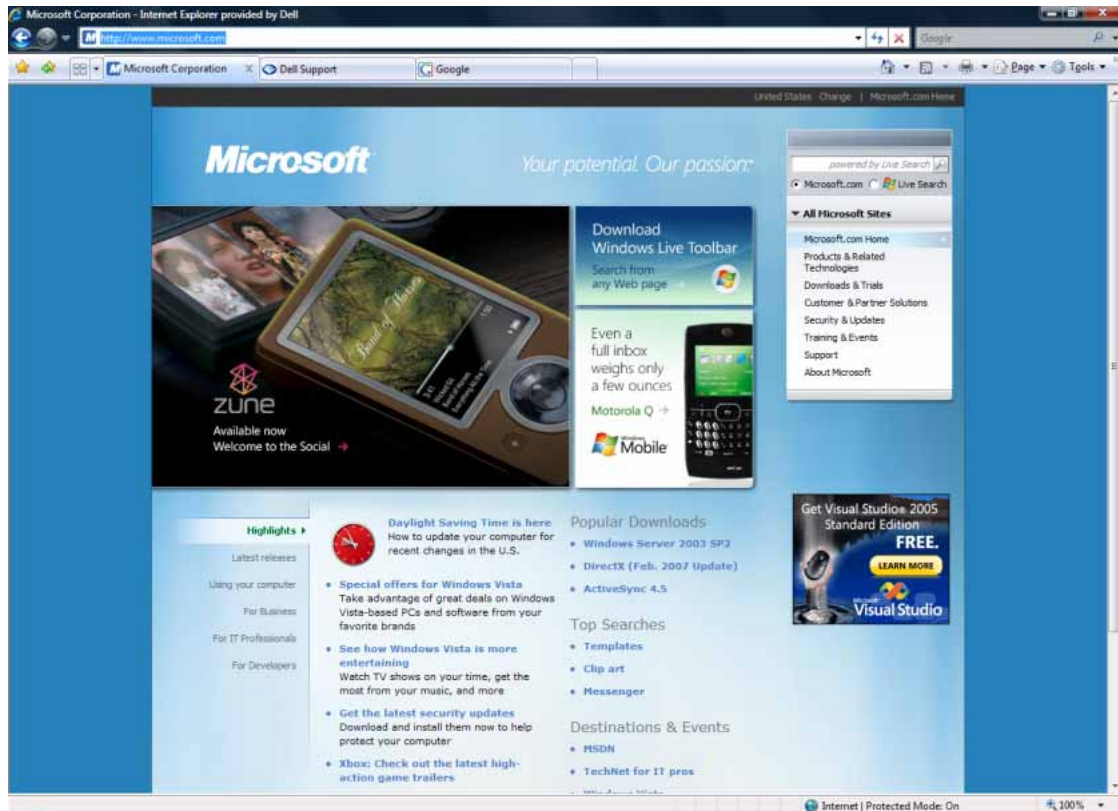 Microsoft Corporation - Internet Explorer provided by Dell
http://www.microsoft.com
Google
Microsoft Corporation
Dell Support
Google
Page
Tools
United States Change | Microsoft.com Home
Microsoft
Your potential. Our passion.™
powered by Live Search
Microsoft.com
Live Search
All Microsoft Sites
Microsoft.com Home
Products & Related
Technologies
Downloads & Trials
Customer & Partner Solutions
Security & Updates
Training & Events
Support
About Microsoft
Band of Horses
zune
Available now
Welcome to the Social
Download
Windows Live Toolbar
Search from
any Web page
Even a
full inbox
weighs only
a few ounces
Motorola Q
Windows
Mobile
Get Visual Studio® 2005
Standard Edition
FREE.
LEARN MORE
Microsoft
Visual Studio
Highlights
Latest releases
Using your computer
For Business
For IT Professionals
For Developers
Daylight Saving Time is here
How to update your computer for
recent changes in the U.S.
• Special offers for Windows Vista
Take advantage of great deals on Windows
Vista-based PCs and software from your
favorite brands
• See how Windows Vista is more
entertaining
Watch TV shows on your time, get the
most from your music, and more
• Get the latest security updates
Download and install them now to help
protect your computer
• Xbox: Check out the latest high-
action game trailers
Popular Downloads
• Windows Server 2003 SP2
• DirectX (Feb. 2007 Update)
• ActiveSync 4.5
Top Searches
• Templates
• Clip art
• Messenger
Destinations & Events
• MSDN
• TechNet for IT pros
• Windows Vista
Internet | Protected Mode: On
100%